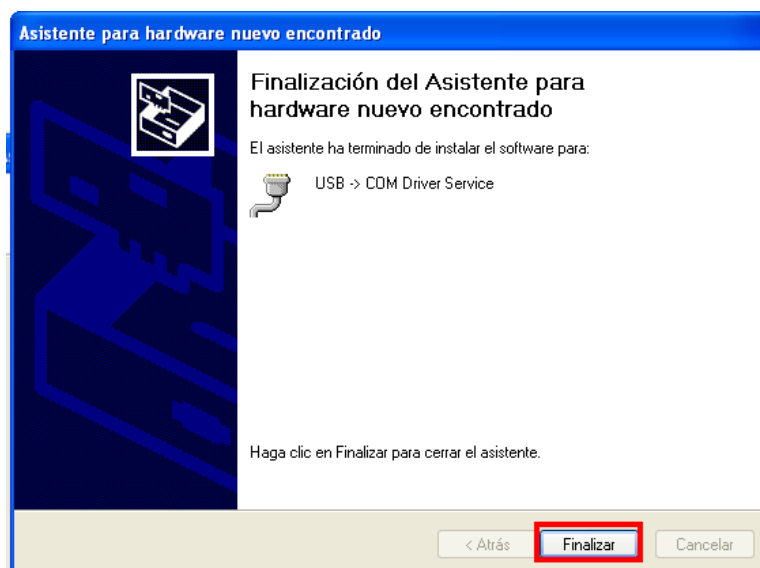 Asistente para hardware nuevo encontrado
Finalización del Asistente para
hardware nuevo encontrado
El asistente ha terminado de instalar el software para:
USB -> COM Driver Service
Haga clic en Finalizar para cerrar el asistente.
< Atrás Finalizar Cancelar